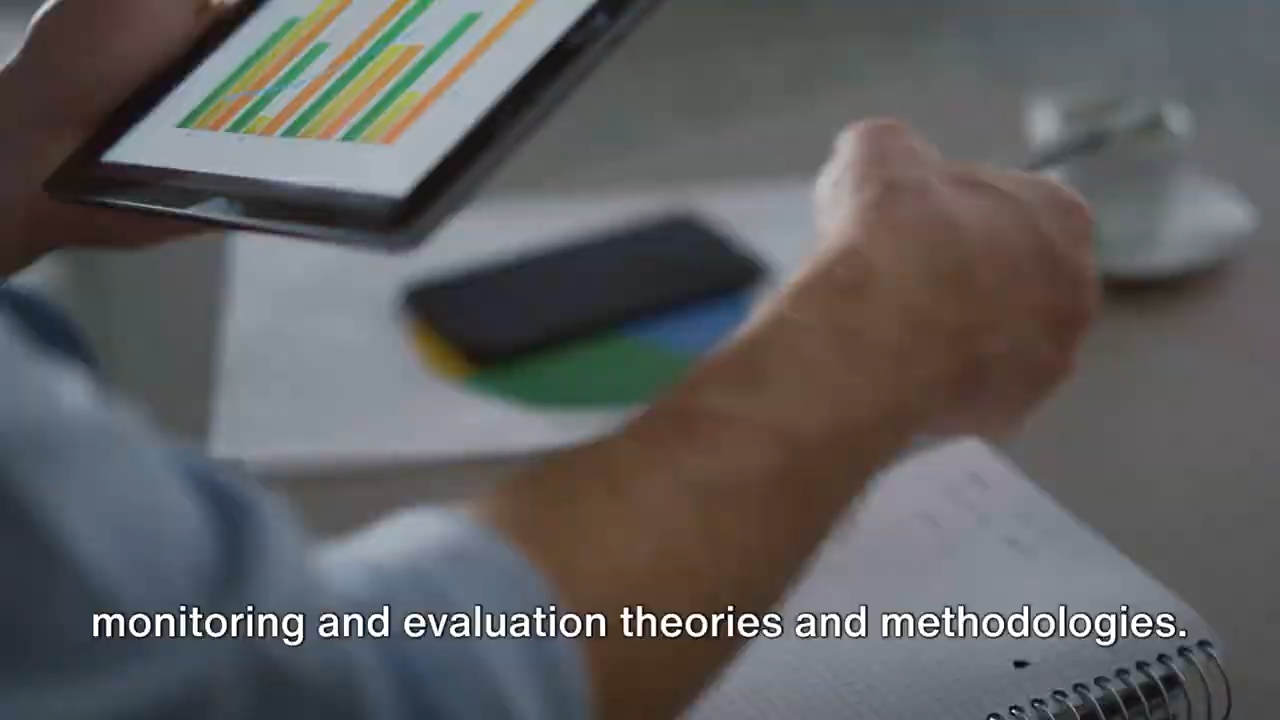 monitoring and evaluation theories and methodologies.